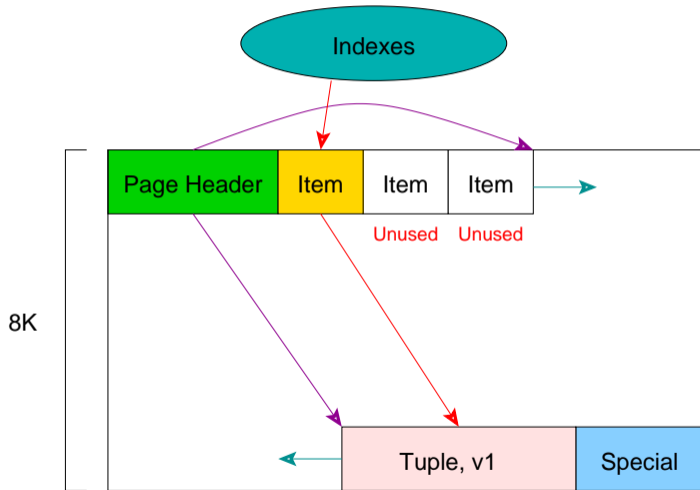 Indexes
Page Header
Item
Item
Item
Unused
Unused
8K
Tuple, v1
Special